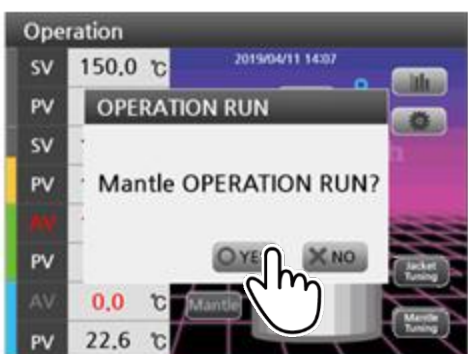 Operation
SV 150.0 ℃
2019/04/11 14:07
PV
OPERATION RUN
SV
PV
Mantle OPERATION RUN?
AV
PV
YES
NO
Jacket
Tuning
AV 0.0 ℃
Mantle
Mantle
Tuning
PV 22.6 ℃